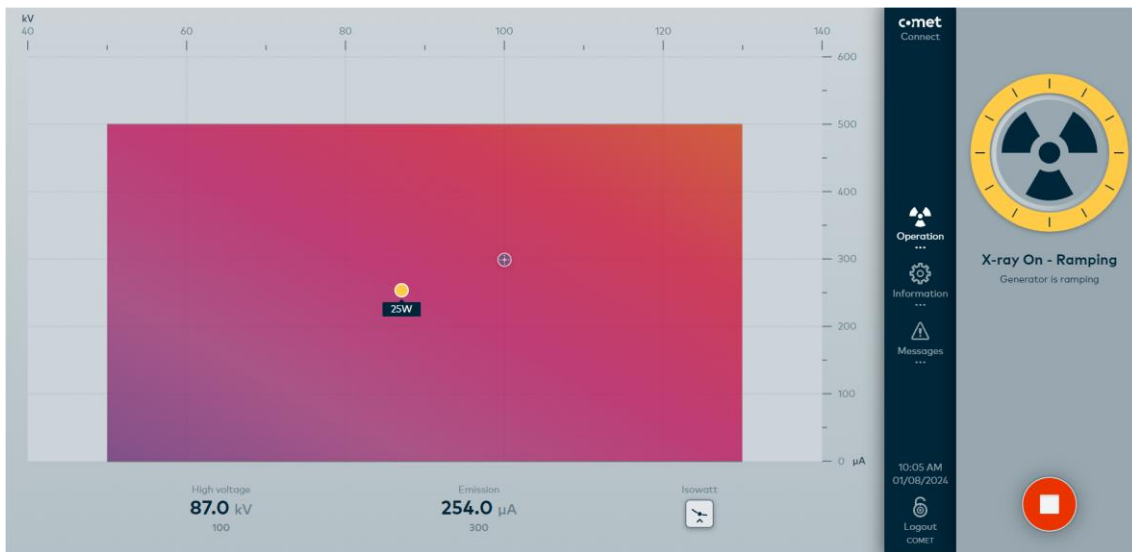 kV
40 60 80 100 120 140
600
500
400
300
200
100
0 µA
25W
High voltage
87.0 kV
100
Emission
254.0 µA
300
Isowatt
comet
Connect
Operation
Information
Messages
10:05 AM
01/08/2024
Logout
COMET
X-ray On - Ramping
Generator is ramping